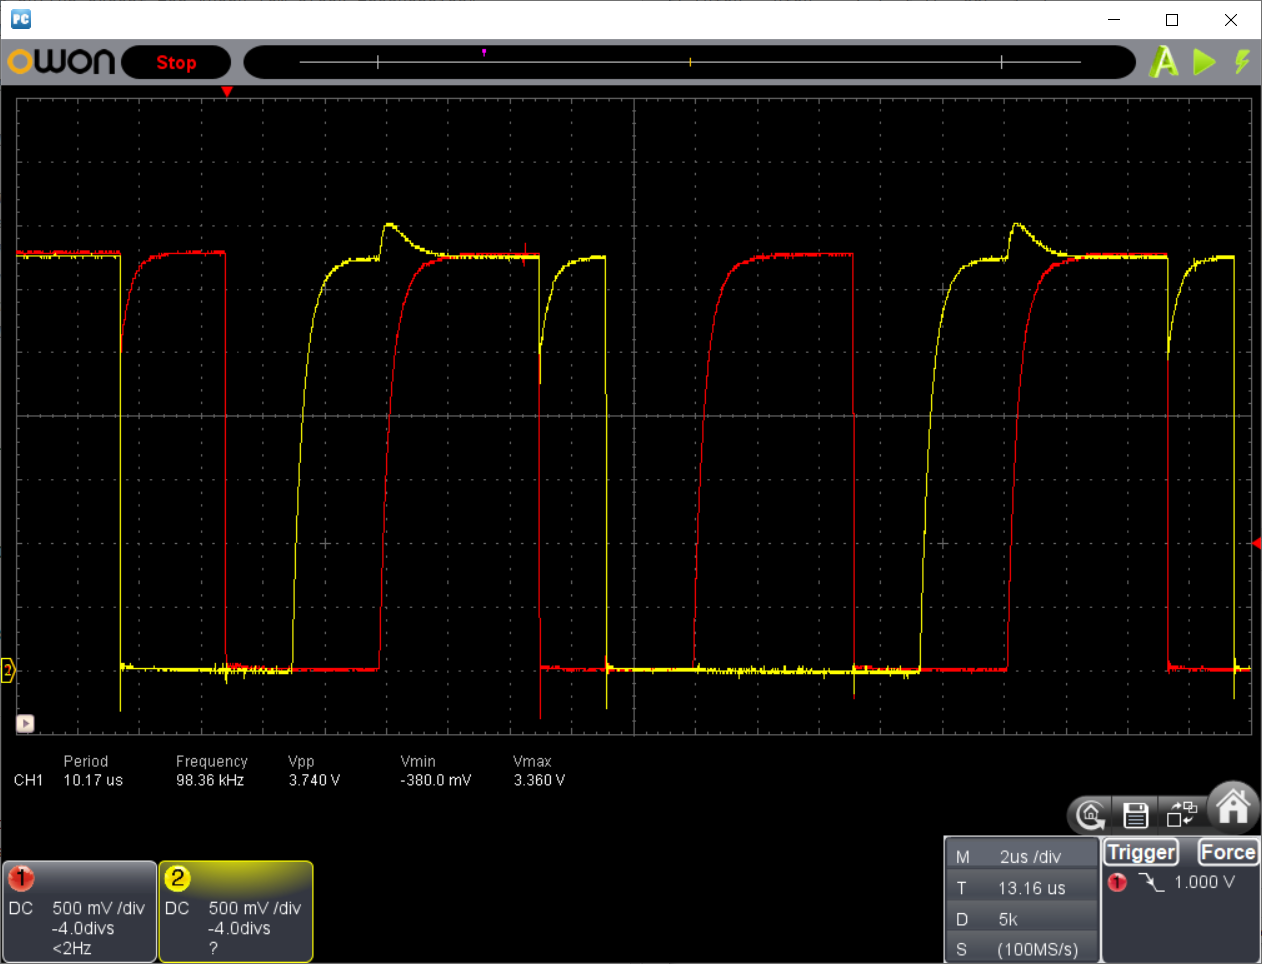 PC
OWON Stop A
2
Period Frequency Vpp Vmin Vmax
CH1 10.17 us 98.36 kHz 3.740 V -380.0 mV 3.360 V
1
DC 500 mV /div
-4.0divs
<2Hz
2
DC 500 mV /div
-4.0divs
?
M 2us /div
T 13.16 us
D 5k
S (100MS/s)
Trigger Force
1 1.000 V